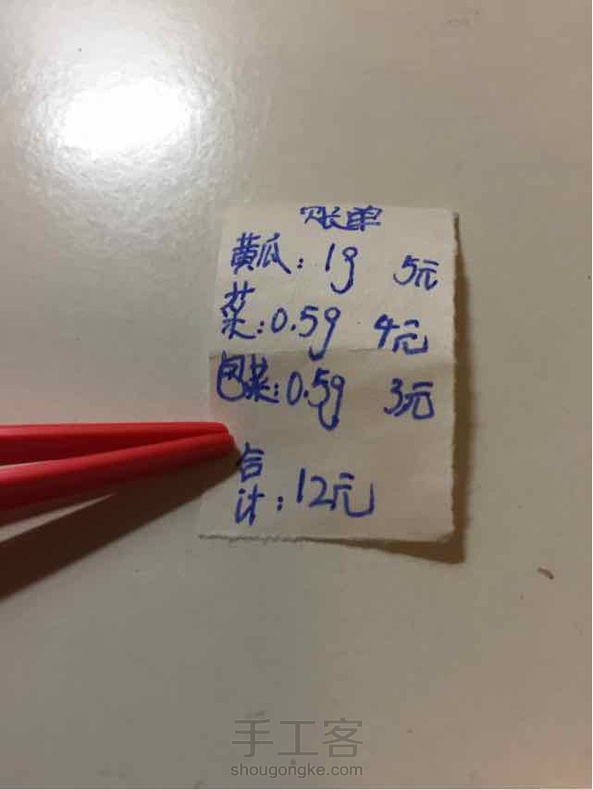 账单
黄瓜：1g 5元
菜：0.5g 4元
包菜：0.5g 3元
合计：12元
手工客
shougongke.com